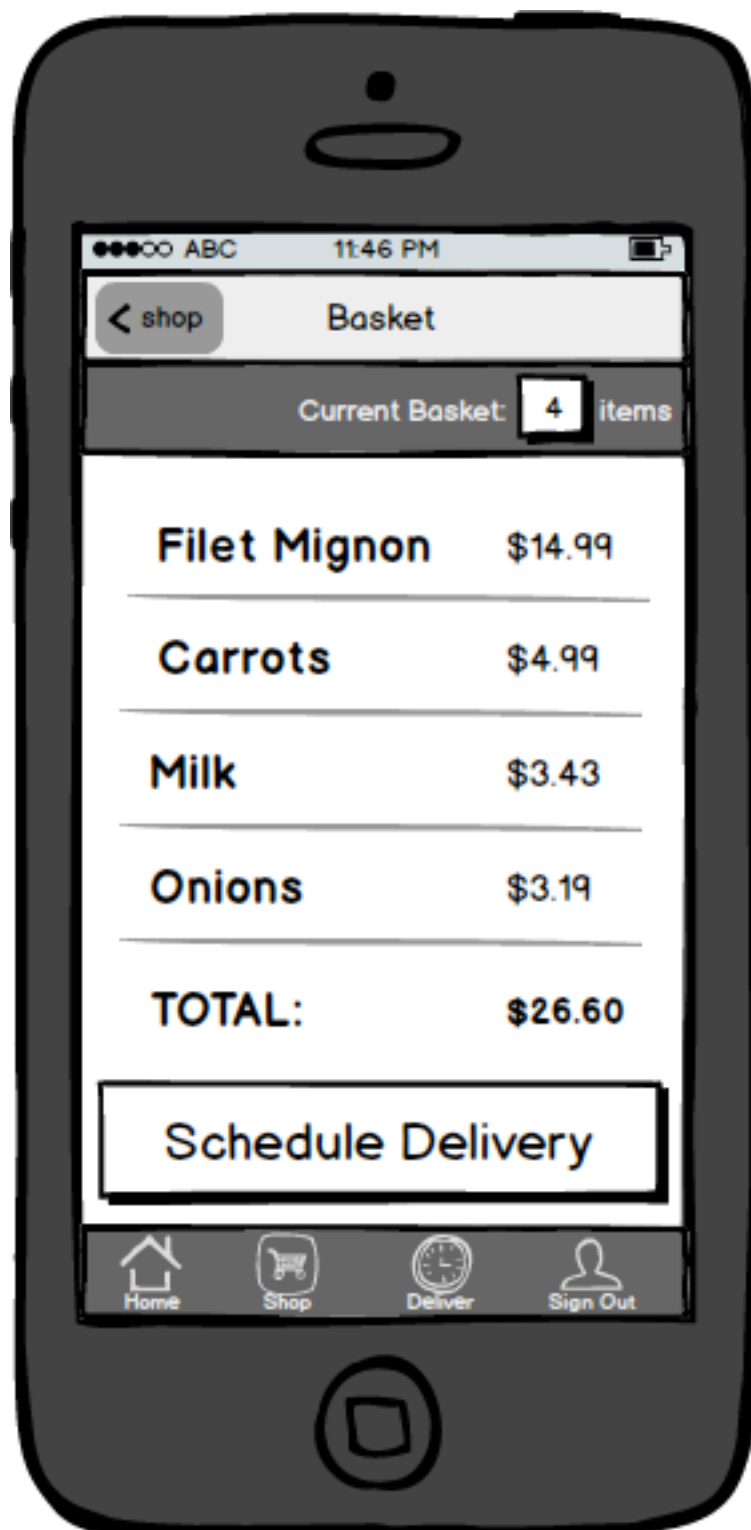 ABC 11:46 PM
shop Basket
Current Basket: 4 items
Filet Mignon $14.99
Carrots $4.99
Milk $3.43
Onions $3.19
TOTAL: $26.60
Schedule Delivery
Home Shop Deliver Sign Out